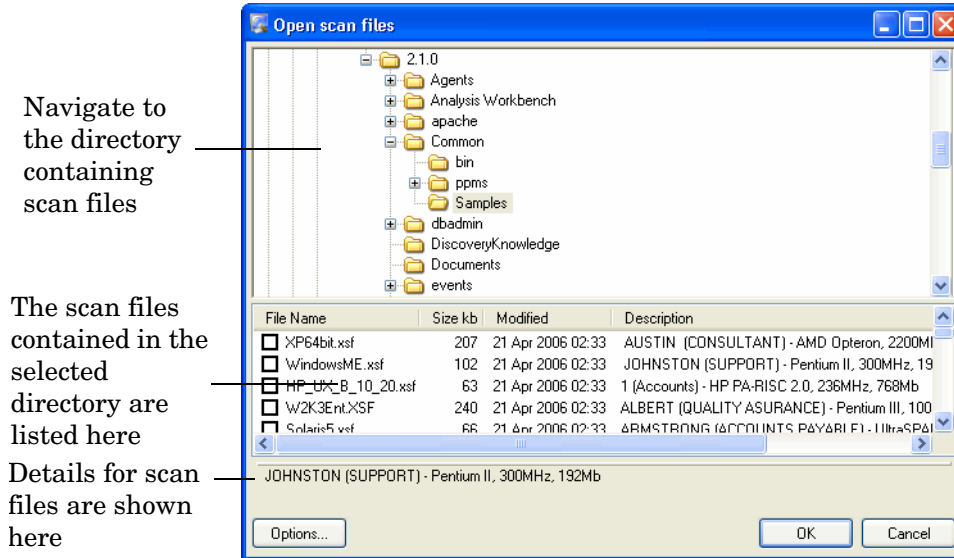 Open scan files
2.1.0
Agents
Analysis Workbench
apache
Common
bin
ppms
Samples
dbadmin
DiscoveryKnowledge
Documents
events
Navigate to
the directory
containing
scan files
File Name Size kb Modified Description
XP64bit.xsf 207 21 Apr 2006 02:33 AUSTIN (CONSULTANT) - AMD Opteron, 2200M
WindowsME.xsf 102 21 Apr 2006 02:33 JOHNSTON (SUPPORT) - Pentium II, 300MHz, 19
HP_UX_B_10_20.xsf 63 21 Apr 2006 02:33 1 (Accounts) - HP PA-RISC 2.0, 236MHz, 768Mb
W2K3Ent.XSF 240 21 Apr 2006 02:33 ALBERT (QUALITY ASURANCE) - Pentium III, 100
Solaris5.xsf 66 21 Apr 2006 02:33 ARMSTRONG (ACCOUNTS PAYABLE) - UltraSPA
The scan files
contained in the
selected
directory are
listed here
JOHNSTON (SUPPORT) - Pentium II, 300MHz, 192Mb
Details for scan
files are shown
here
Options... OK Cancel